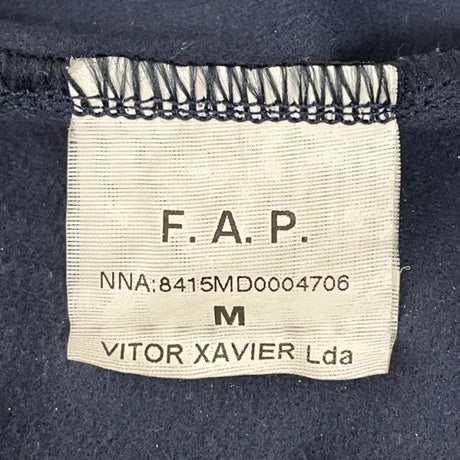 F. A. P.
NNA:8415MD0004706
M
VITOR XAVIER Lda